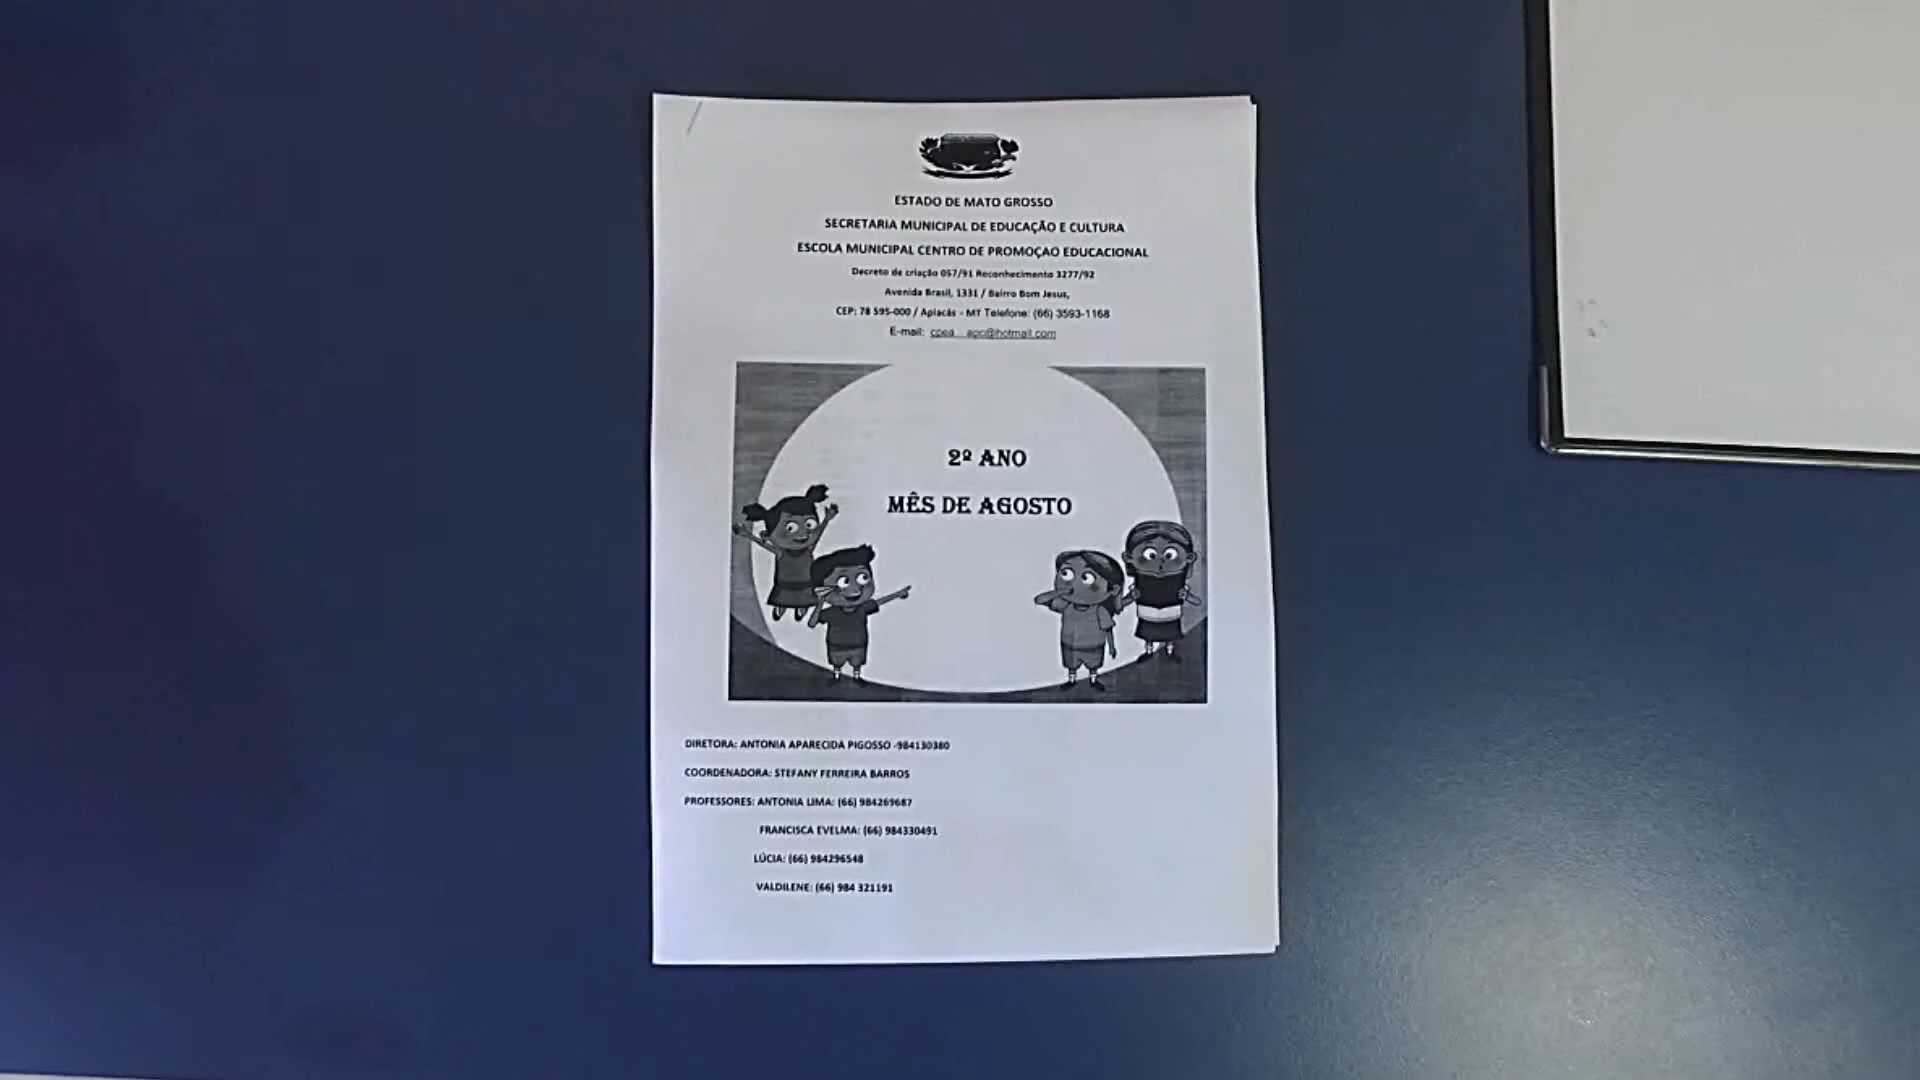 ESTADO DE MATO GROSSO
SECRETARIA MUNICIPAL DE EDUCAÇÃO E CULTURA
ESCOLA MUNICIPAL CENTRO DE PROMOÇAO EDUCACIONAL
Decreto de criação 057/91 Reconhecimento 3277/92
Avenida Brasil, 1331 / Bairro Bom Jesus,
CEP: 78 595-000 / Apiacás - MT Telefone: (66) 3593-1168
E-mail: cpea__apc@hotmail.com
2º ANO
MÊS DE AGOSTO
DIRETORA: ANTONIA APARECIDA PIGOSSO -984130380
COORDENADORA: STEFANY FERREIRA BARROS
PROFESSORES: ANTONIA LIMA: (66) 984269687
FRANCISCA EVELMA: (66) 984330491
LÚCIA: (66) 984296548
VALDILENE: (66) 984 321191